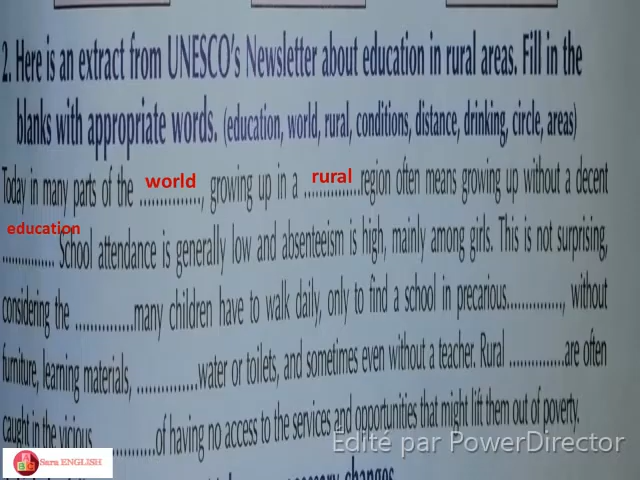 2. Here is an extract from UNESCO's Newsletter about education in rural areas. Fill in the
blanks with appropriate words. (education, world, rural, conditions, distance, drinking, circle, areas)
Today in many parts of the world .............., growing up in a rural ..............region often means growing up without a decent
education
............. School attendance is generally low and absenteeism is high, mainly among girls. This is not surprising,
considering the ..............many children have to walk daily, only to find a school in precarious.............., without
furniture, learning materials, ..............water or toilets, and sometimes even without a teacher. Rural ..............are often
caught in the vicious ..............of having no access to the services and opportunities that might lift them out of poverty.
Edité par PowerDirector
Sara ENGLISH
changes